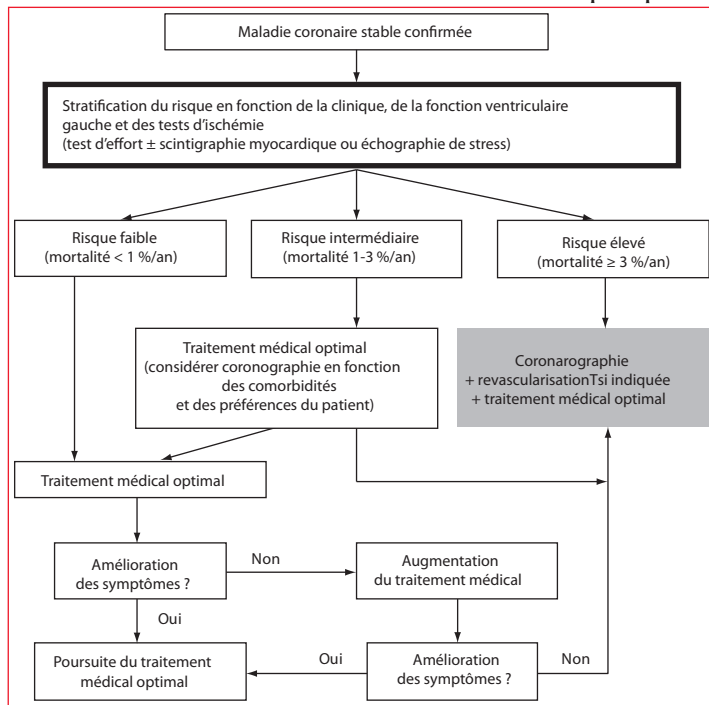 Maladie coronaire stable confirmée
Stratification du risque en fonction de la clinique, de la fonction ventriculaire
gauche et des tests d'ischémie
(test d'effort ± scintigraphie myocardique ou échographie de stress)
Risque faible
(mortalité < 1 %/an)
Risque intermédiaire
(mortalité 1-3 %/an)
Risque élevé
(mortalité ≥ 3 %/an)
Traitement médical optimal
(considérer coronographie en fonction
des comorbidités
et des préférences du patient)
Coronarographie
+ revascularisationTsi indiquée
+ traitement médical optimal
Traitement médical optimal
Amélioration
des symptômes ?
Non
Augmentation
du traitement médical
Oui
Poursuite du traitement
médical optimal
Oui
Amélioration
des symptômes ?
Non